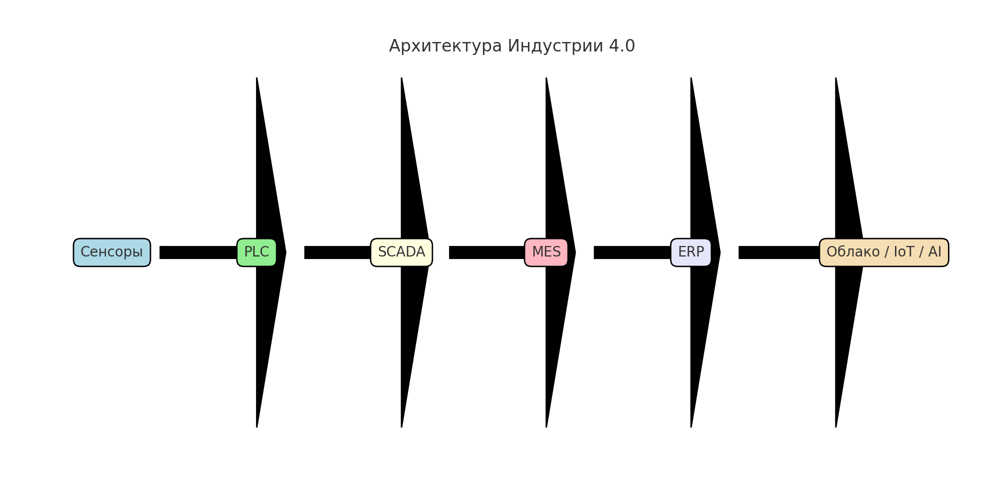 Архитектура Индустрии 4.0
Сенсоры
PLC
SCADA
MES
ERP
Облако / IoT / AI